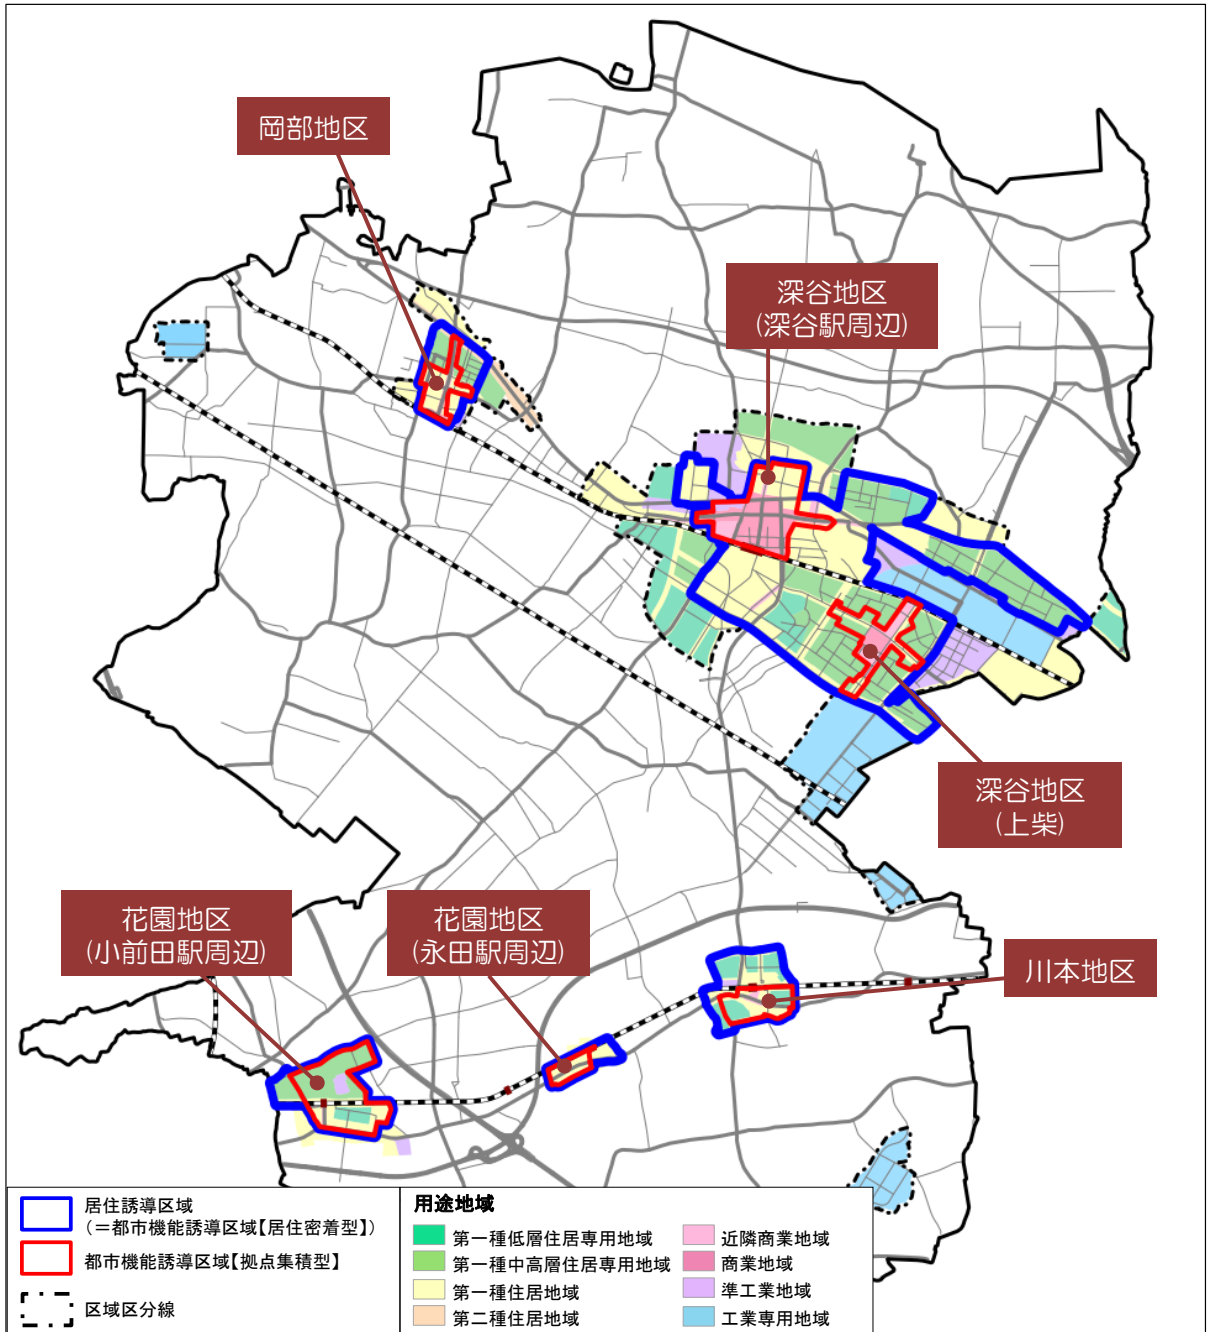 岡部地区
深谷地区
(深谷駅周辺)
深谷地区
(上柴)
花園地区
(小前田駅周辺)
花園地区
(永田駅周辺)
川本地区
居住誘導区域
(＝都市機能誘導区域【居住密着型】)
都市機能誘導区域【拠点集積型】
区域区分線
用途地域
第一種低層住居専用地域
第一種中高層住居専用地域
第一種住居地域
第二種住居地域
近隣商業地域
商業地域
準工業地域
工業専用地域